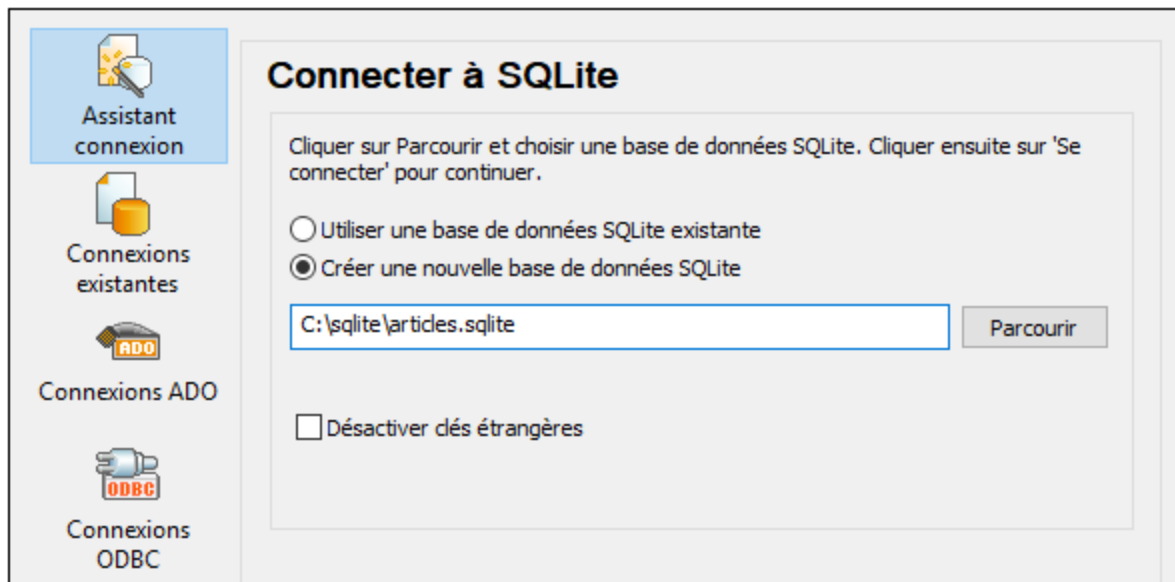 Assistant
connexion
Connexions
existantes
ADO
Connexions ADO
ODBC
Connexions
ODBC
Connecter à SQLite
Cliquer sur Parcourir et choisir une base de données SQLite. Cliquer ensuite sur 'Se
connecter' pour continuer.
Utiliser une base de données SQLite existante
Créer une nouvelle base de données SQLite
C:\sqlite\articles.sqlite
Parcourir
Désactiver clés étrangères